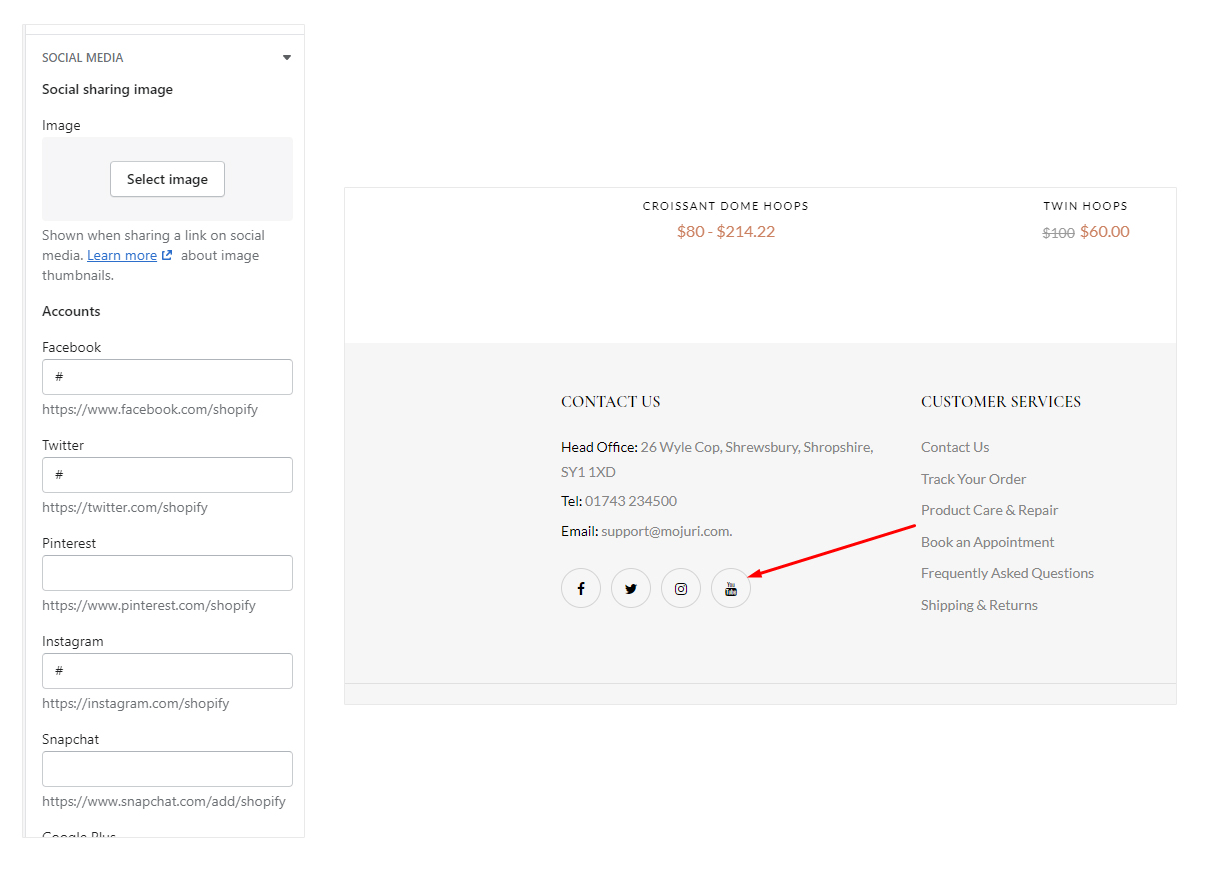 SOCIAL MEDIA
Social sharing image
Image
Select image
Shown when sharing a link on social
media. Learn more about image
thumbnails.
Accounts
Facebook
#
https://www.facebook.com/shopify
Twitter
#
https://twitter.com/shopify
Pinterest
https://www.pinterest.com/shopify
Instagram
#
https://instagram.com/shopify
Snapchat
https://www.snapchat.com/add/shopify
Google Plus
CROISSANT DOME HOOPS
$80 - $214.22
TWIN HOOPS
$100 $60.00
CONTACT US
Head Office: 26 Wyle Cop, Shrewsbury, Shropshire,
SY1 1XD
Tel: 01743 234500
Email: support@mojuri.com.
You
Tube
CUSTOMER SERVICES
Contact Us
Track Your Order
Product Care & Repair
Book an Appointment
Frequently Asked Questions
Shipping & Returns